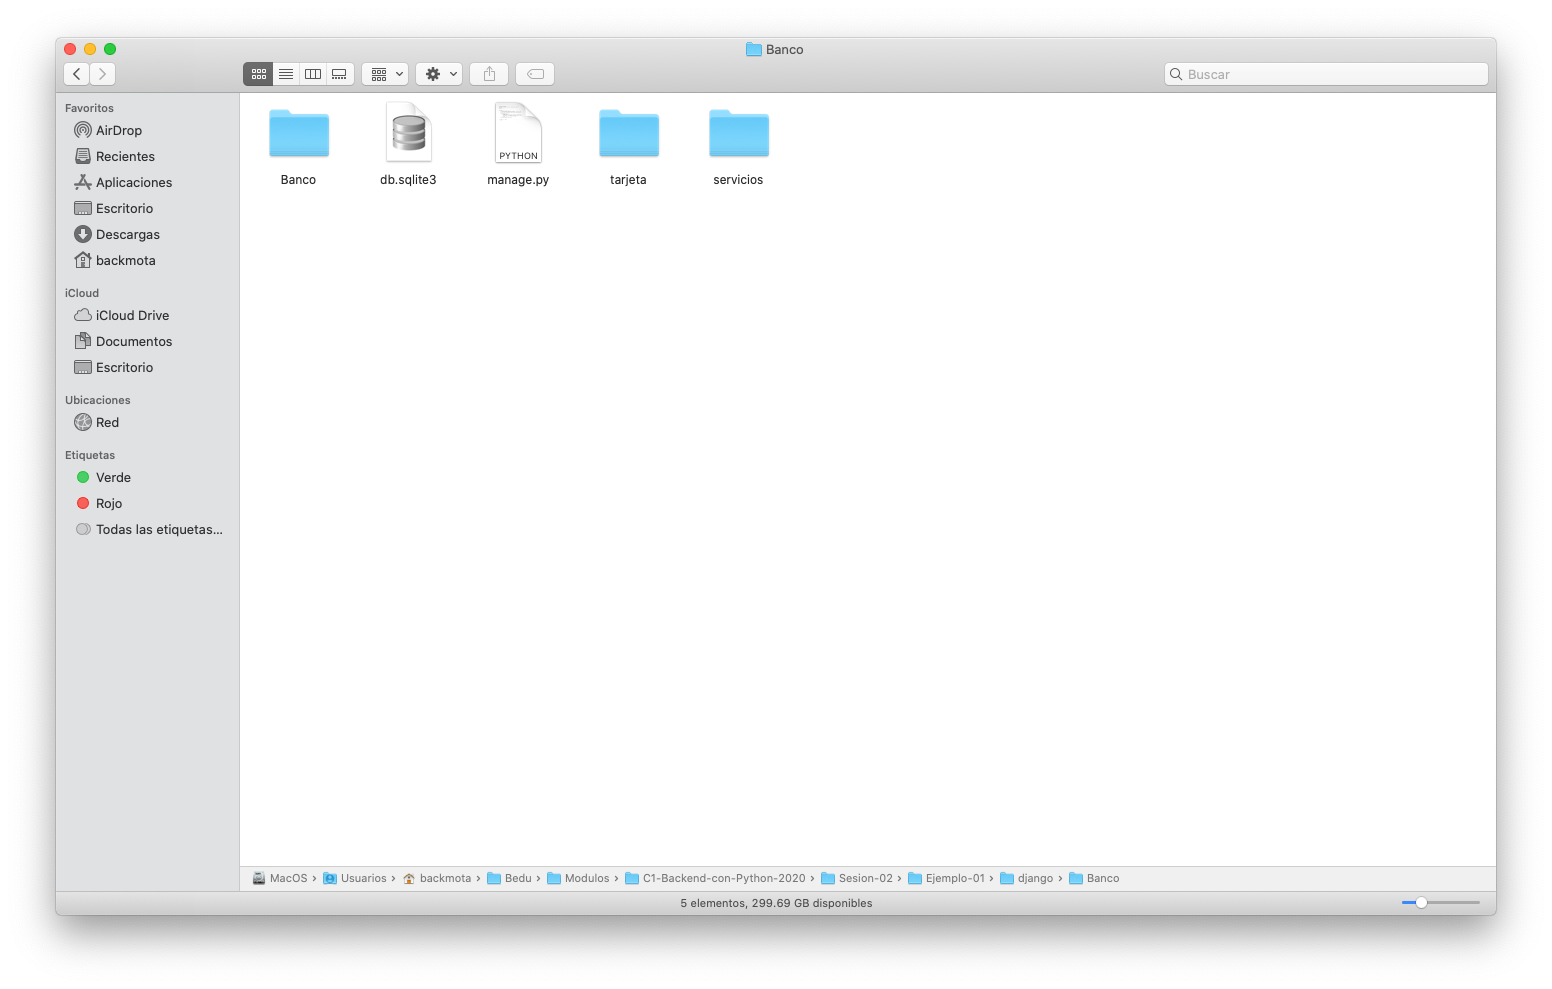 Banco
Buscar
Favoritos
AirDrop
Recientes
Aplicaciones
Escritorio
Descargas
backmota
iCloud
iCloud Drive
Documentos
Escritorio
Ubicaciones
Red
Etiquetas
Verde
Rojo
Todas las etiquetas...
PYTHON
Banco db.sqlite3 manage.py tarjeta servicios
MacOS › Usuarios › backmota › Bedu › Modulos › C1-Backend-con-Python-2020 › Sesion-02 › Ejemplo-01 › django › Banco
5 elementos, 299.69 GB disponibles